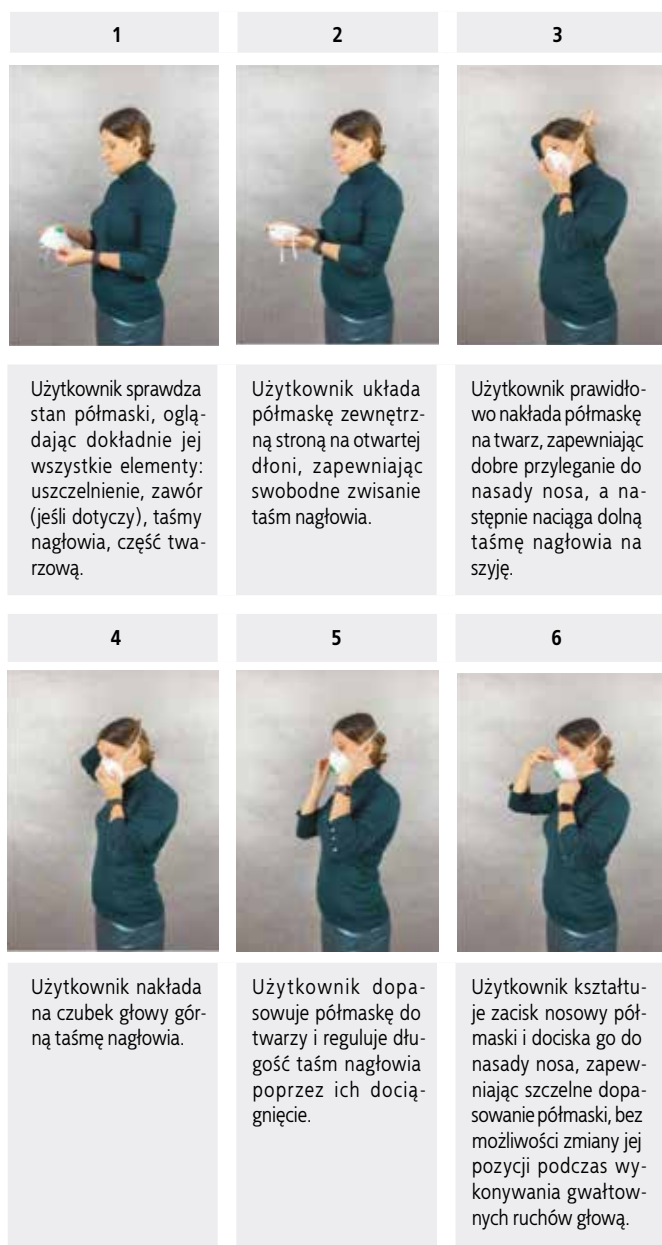 1
2
3
Użytkownik sprawdza
stan półmaski, oglą-
dając dokładnie jej
wszystkie elementy:
uszczelnienie, zawór
(jeśli dotyczy), taśmy
nagłowia, część twa-
rzową.
Użytkownik układa
półmaskę zewnętrz-
ną stroną na otwartej
dłoni, zapewniając
swobodne zwisanie
taśm nagłowia.
Użytkownik prawidło-
wo nakłada półmaskę
na twarz, zapewniając
dobre przyleganie do
nasady nosa, a na-
stępnie naciąga dolną
taśmę nagłowia na
szyję.
4
5
6
Użytkownik nakłada
na czubek głowy gór-
ną taśmę nagłowia.
Użytkownik dopa-
sowuje półmaskę do
twarzy i reguluje dłu-
gość taśm nagłowia
poprzez ich docią-
gnięcie.
Użytkownik kształtu-
je zacisk nosowy pół-
maski i dociska go do
nasady nosa, zapew-
niając szczelne dopa-
sowanie półmaski, bez
możliwości zmiany jej
pozycji podczas wy-
konywania gwałtow-
nych ruchów głową.